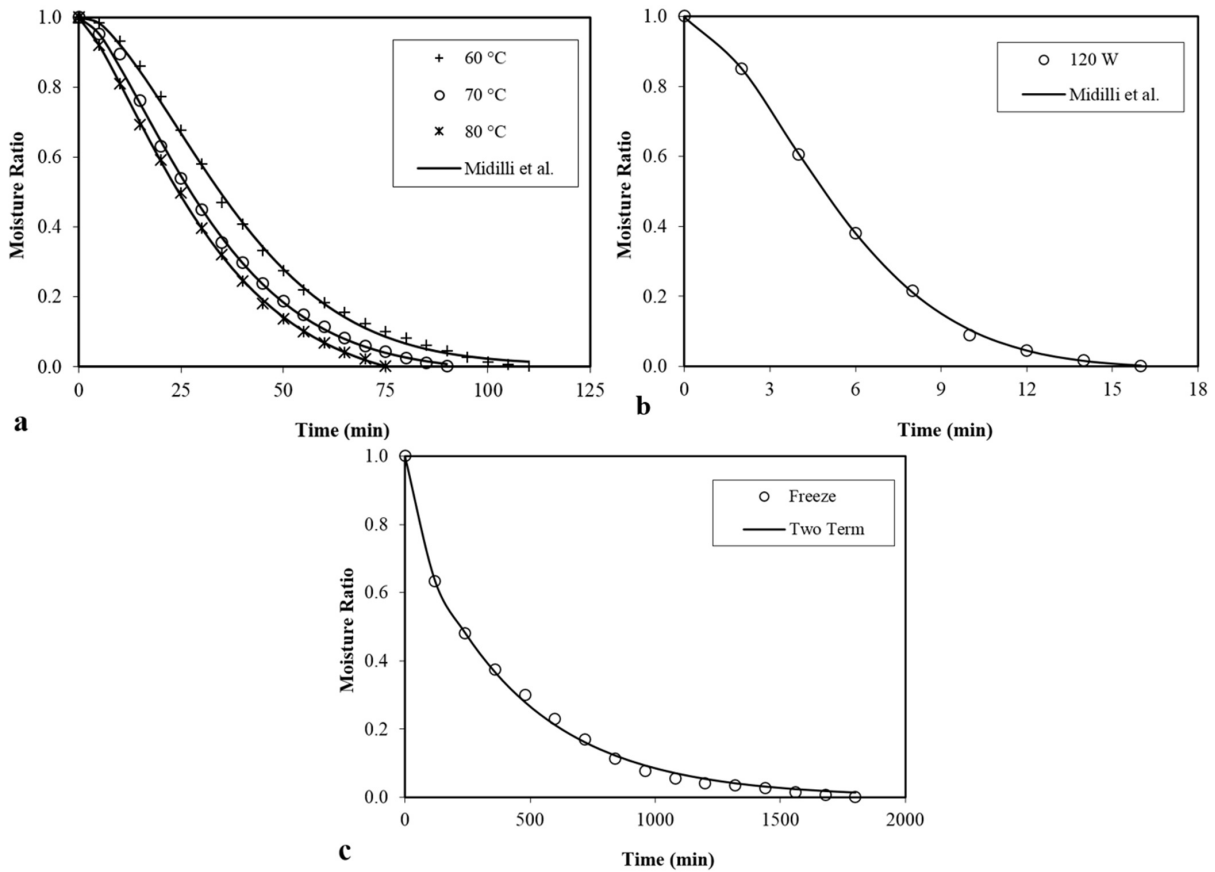 1.0
0.8
0.6
0.4
0.2
0.0
Moisture Ratio
60 °C
70 °C
80 °C
Midilli et al.
0 25 50 75 100 125
Time (min)
a
1.0
0.8
0.6
0.4
0.2
0.0
Moisture Ratio
120 W
Midilli et al.
0 3 6 9 12 15 18
Time (min)
b
1.0
0.8
0.6
0.4
0.2
0.0
Moisture Ratio
Freeze
Two Term
0 500 1000 1500 2000
Time (min)
c